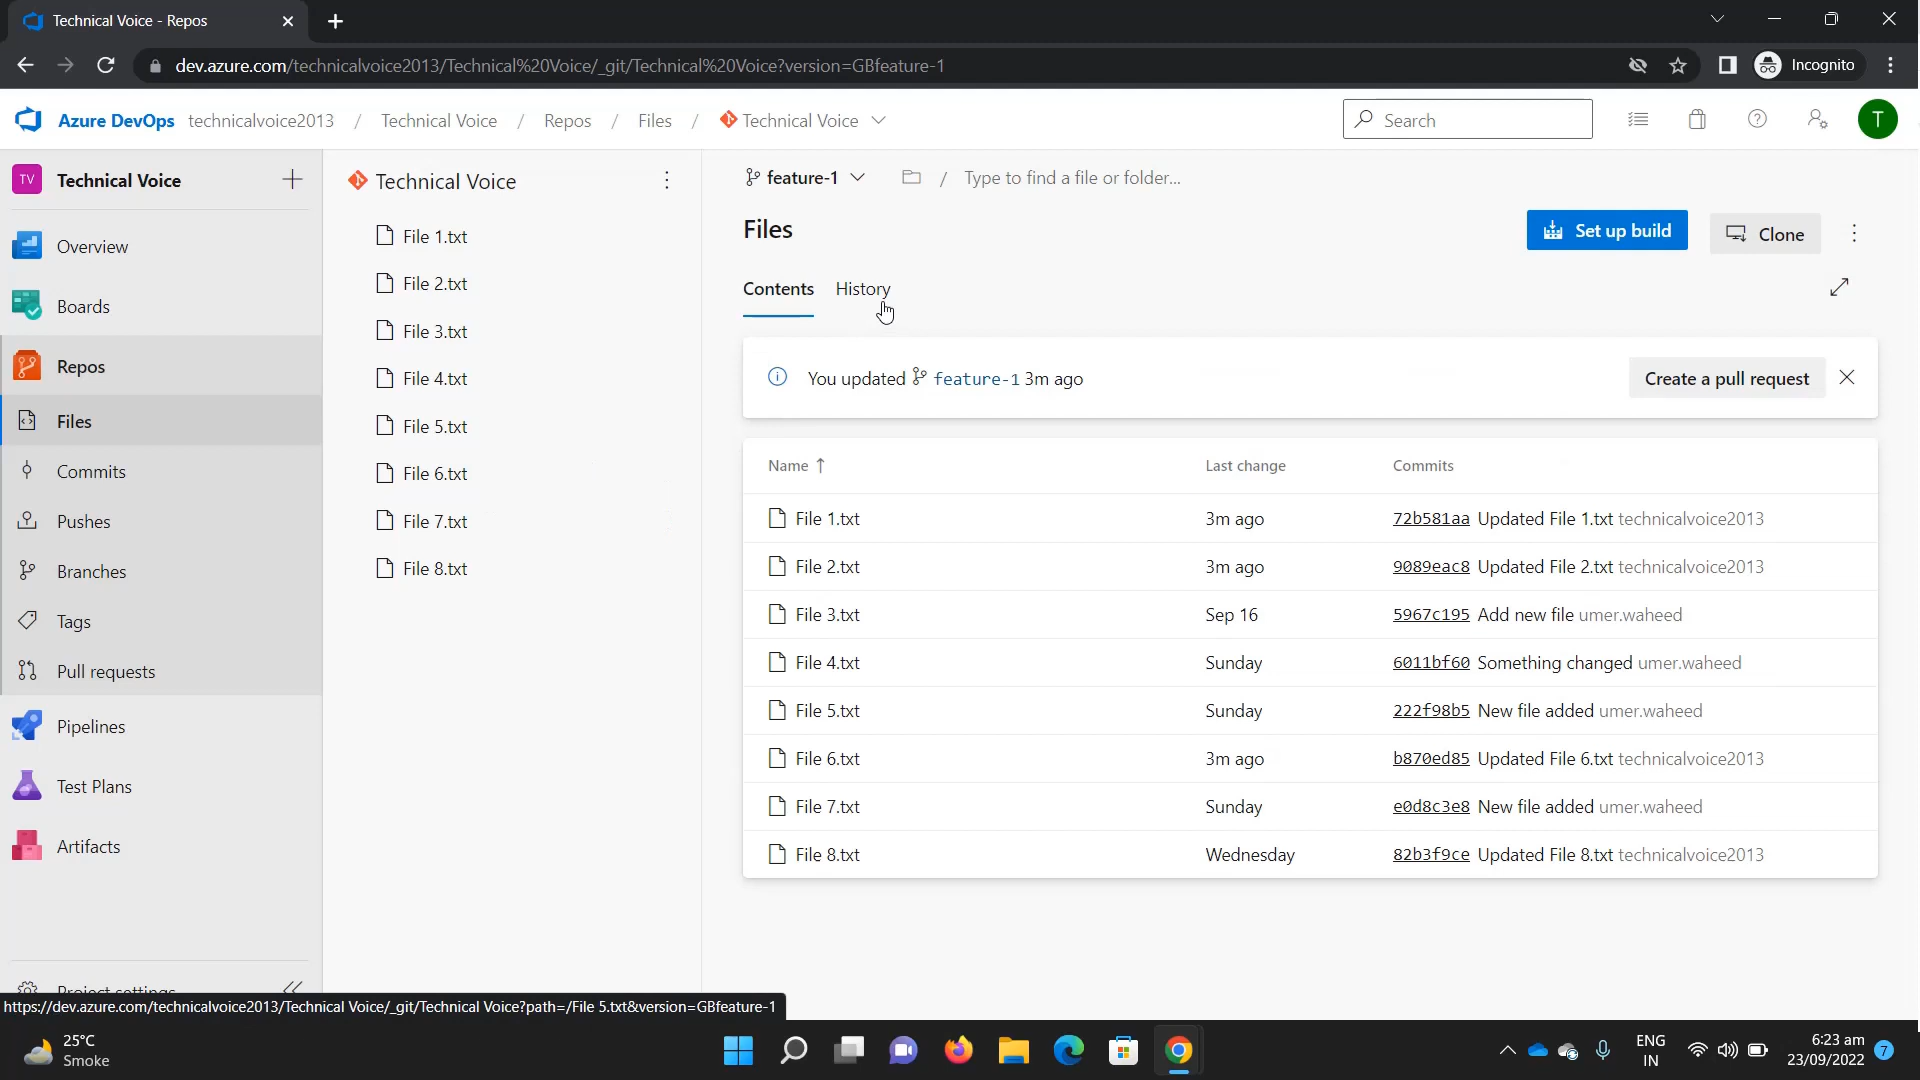 Technical Voice - Repos
dev.azure.com/technicalvoice2013/Technical%20Voice/_git/Technical%20Voice?version=GBfeature-1
Incognito
Azure DevOps technicalvoice2013 / Technical Voice / Repos / Files / Technical Voice
Search
T
TV Technical Voice
Overview
Boards
Repos
Files
Commits
Pushes
Branches
Tags
Pull requests
Pipelines
Test Plans
Artifacts
Project settings
Technical Voice
File 1.txt
File 2.txt
File 3.txt
File 4.txt
File 5.txt
File 6.txt
File 7.txt
File 8.txt
feature-1 / Type to find a file or folder...
Files
Set up build
Clone
Contents History
You updated feature-1 3m ago
Create a pull request
Name Last change Commits
File 1.txt 3m ago 72b581aa Updated File 1.txt technicalvoice2013
File 2.txt 3m ago 9089eac8 Updated File 2.txt technicalvoice2013
File 3.txt Sep 16 5967c195 Add new file umer.waheed
File 4.txt Sunday 6011bf60 Something changed umer.waheed
File 5.txt Sunday 222f98b5 New file added umer.waheed
File 6.txt 3m ago b870ed85 Updated File 6.txt technicalvoice2013
File 7.txt Sunday e0d8c3e8 New file added umer.waheed
File 8.txt Wednesday 82b3f9ce Updated File 8.txt technicalvoice2013
https://dev.azure.com/technicalvoice2013/Technical Voice/_git/Technical Voice?path=/File 5.txt&version=GBfeature-1
25°C
Smoke
ENG
IN
6:23 am
23/09/2022
7